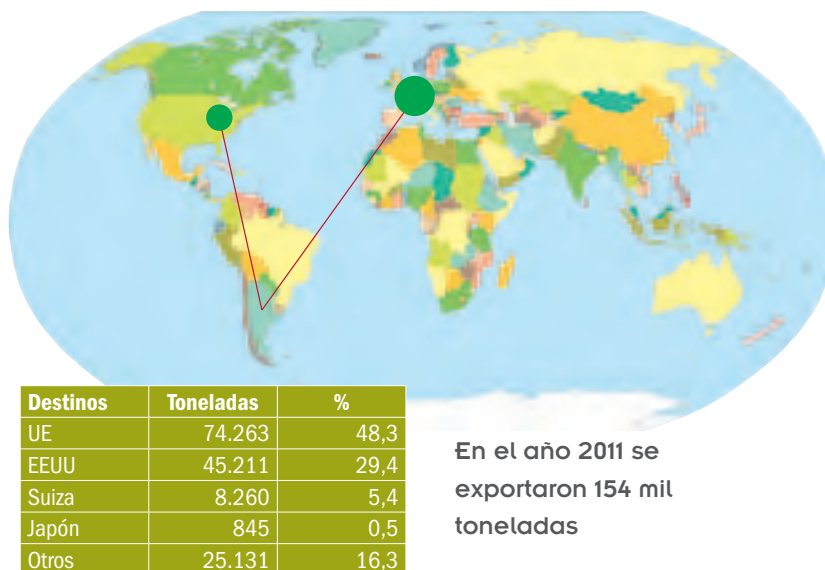 Destinos Toneladas %
UE 74.263 48,3
EEUU 45.211 29,4
Suiza 8.260 5,4
Japón 845 0,5
Otros 25.131 16,3
En el año 2011 se
exportaron 154 mil
toneladas